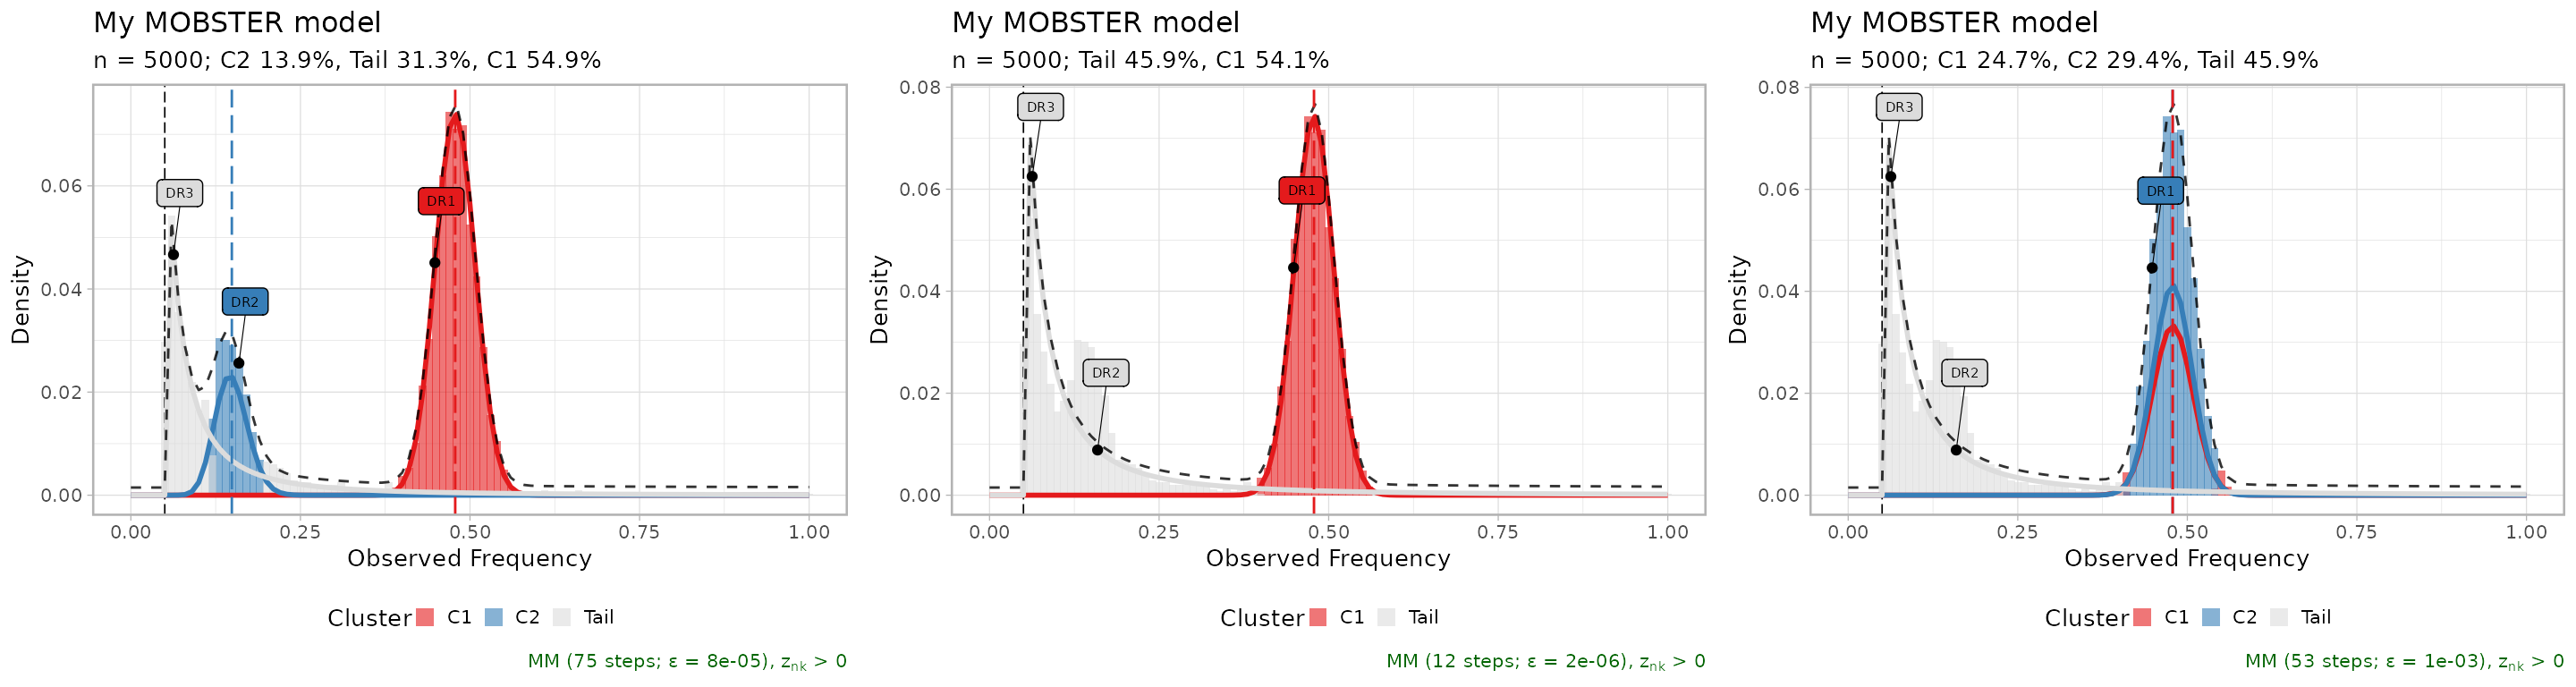 My MOBSTER model
n = 5000; C2 13.9%, Tail 31.3%, C1 54.9%
Density
0.06
0.04
0.02
0.00
DR3
DR2
DR1
0.00 0.25 0.50 0.75 1.00
Observed Frequency
Cluster C1 C2 Tail
MM (75 steps; ε = 8e-05), znk > 0
My MOBSTER model
n = 5000; Tail 45.9%, C1 54.1%
Density
0.08
0.06
0.04
0.02
0.00
DR3
DR1
DR2
0.00 0.25 0.50 0.75 1.00
Observed Frequency
Cluster C1 Tail
MM (12 steps; ε = 2e-06), znk > 0
My MOBSTER model
n = 5000; C1 24.7%, C2 29.4%, Tail 45.9%
Density
0.08
0.06
0.04
0.02
0.00
DR3
DR1
DR2
0.00 0.25 0.50 0.75 1.00
Observed Frequency
Cluster C1 C2 Tail
MM (53 steps; ε = 1e-03), znk > 0